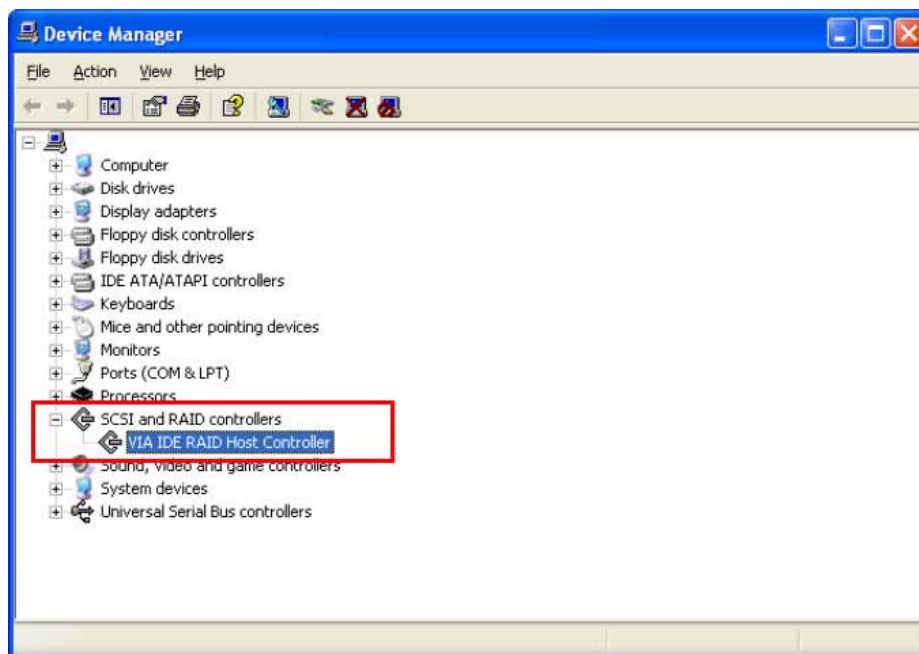 Device Manager
File Action View Help
Computer
Disk drives
Display adapters
Floppy disk controllers
Floppy disk drives
IDE ATA/ATAPI controllers
Keyboards
Mice and other pointing devices
Monitors
Ports (COM & LPT)
Processors
SCSI and RAID controllers
VIA IDE RAID Host Controller
Sound, video and game controllers
System devices
Universal Serial Bus controllers